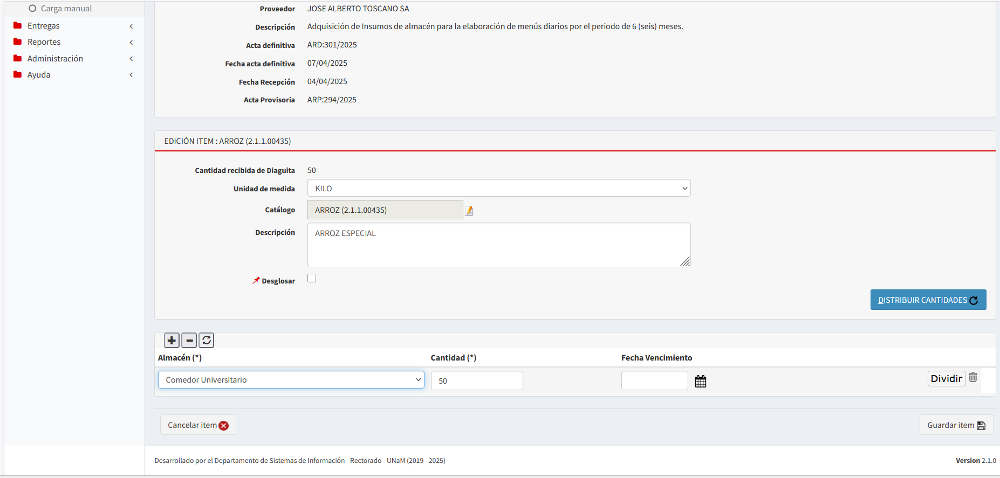 Carga manual
Entregas
Reportes
Administración
Ayuda
Proveedor JOSE ALBERTO TOSCANO SA
Descripción Adquisición de Insumos de almacén para la elaboración de menús diarios por el periodo de 6 (seis) meses.
Acta definitiva ARD:301/2025
Fecha acta definitiva 07/04/2025
Fecha Recepción 04/04/2025
Acta Provisoria ARP:294/2025
EDICIÓN ITEM : ARROZ (2.1.1.00435)
Cantidad recibida de Diaguita 50
Unidad de medida KILO
Catálogo ARROZ (2.1.1.00435)
Descripción ARROZ ESPECIAL
Desglosar
DISTRIBUIR CANTIDADES
Almacén (*) Cantidad (*) Fecha Vencimiento
Comedor Universitario 50 Dividir
Cancelar item Guardar item
Desarrollado por el Departamento de Sistemas de Información - Rectorado - UNaM (2019 - 2025) Version 2.1.0